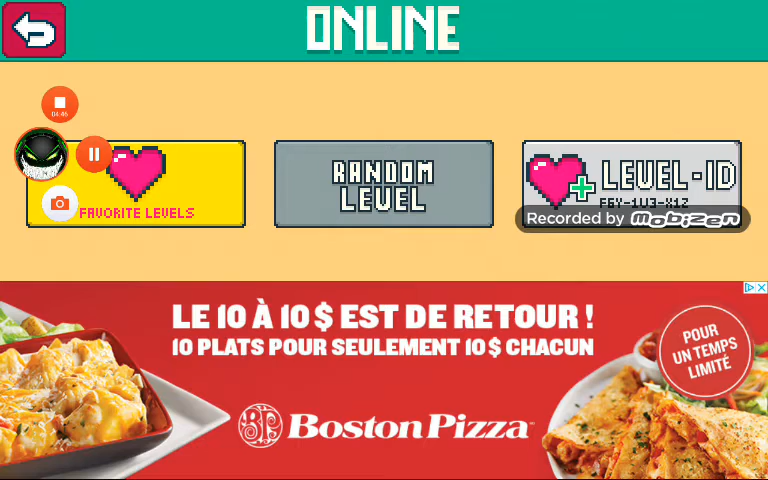 ONLINE
04:46
FAVORITE LEVELS
RANDOM
LEVEL
LEVEL-ID
Recorded by Mobizen
LE 10 À 10 $ EST DE RETOUR !
10 PLATS POUR SEULEMENT 10 $ CHACUN
POUR
UN TEMPS
LIMITÉ
BP
Boston Pizza